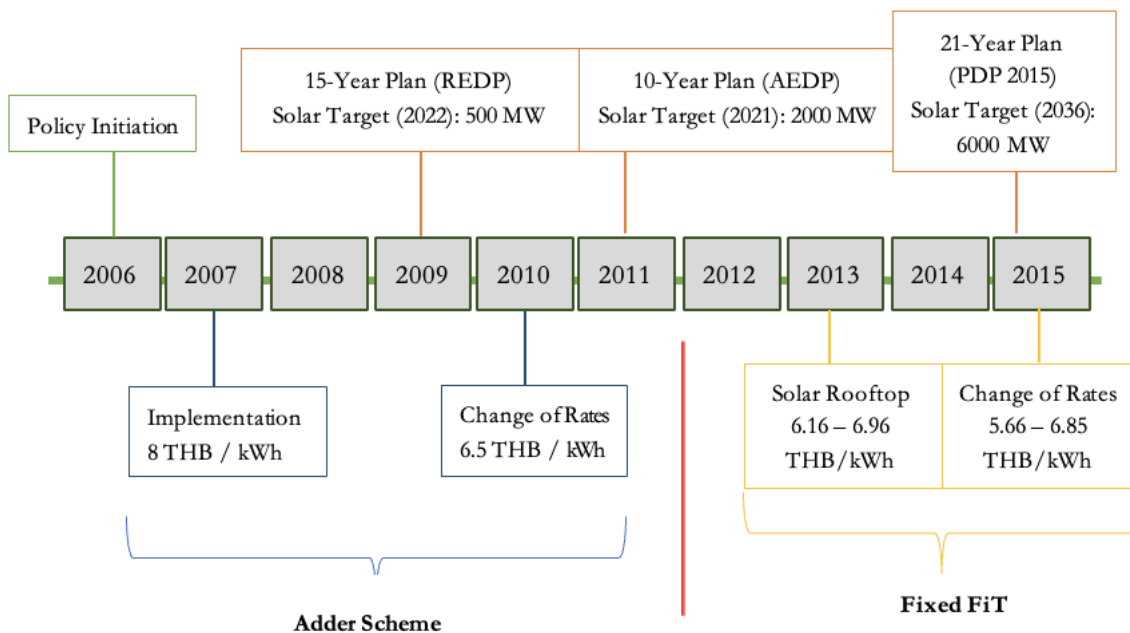 Policy Initiation
15-Year Plan (REDP)
Solar Target (2022): 500 MW
10-Year Plan (AEDP)
Solar Target (2021): 2000 MW
21-Year Plan
(PDP 2015)
Solar Target (2036):
6000 MW
2006
2007
2008
2009
2010
2011
2012
2013
2014
2015
Implementation
8 THB / kWh
Change of Rates
6.5 THB / kWh
Solar Rooftop
6.16 – 6.96
THB/kWh
Change of Rates
5.66 – 6.85
THB/kWh
Adder Scheme
Fixed FiT